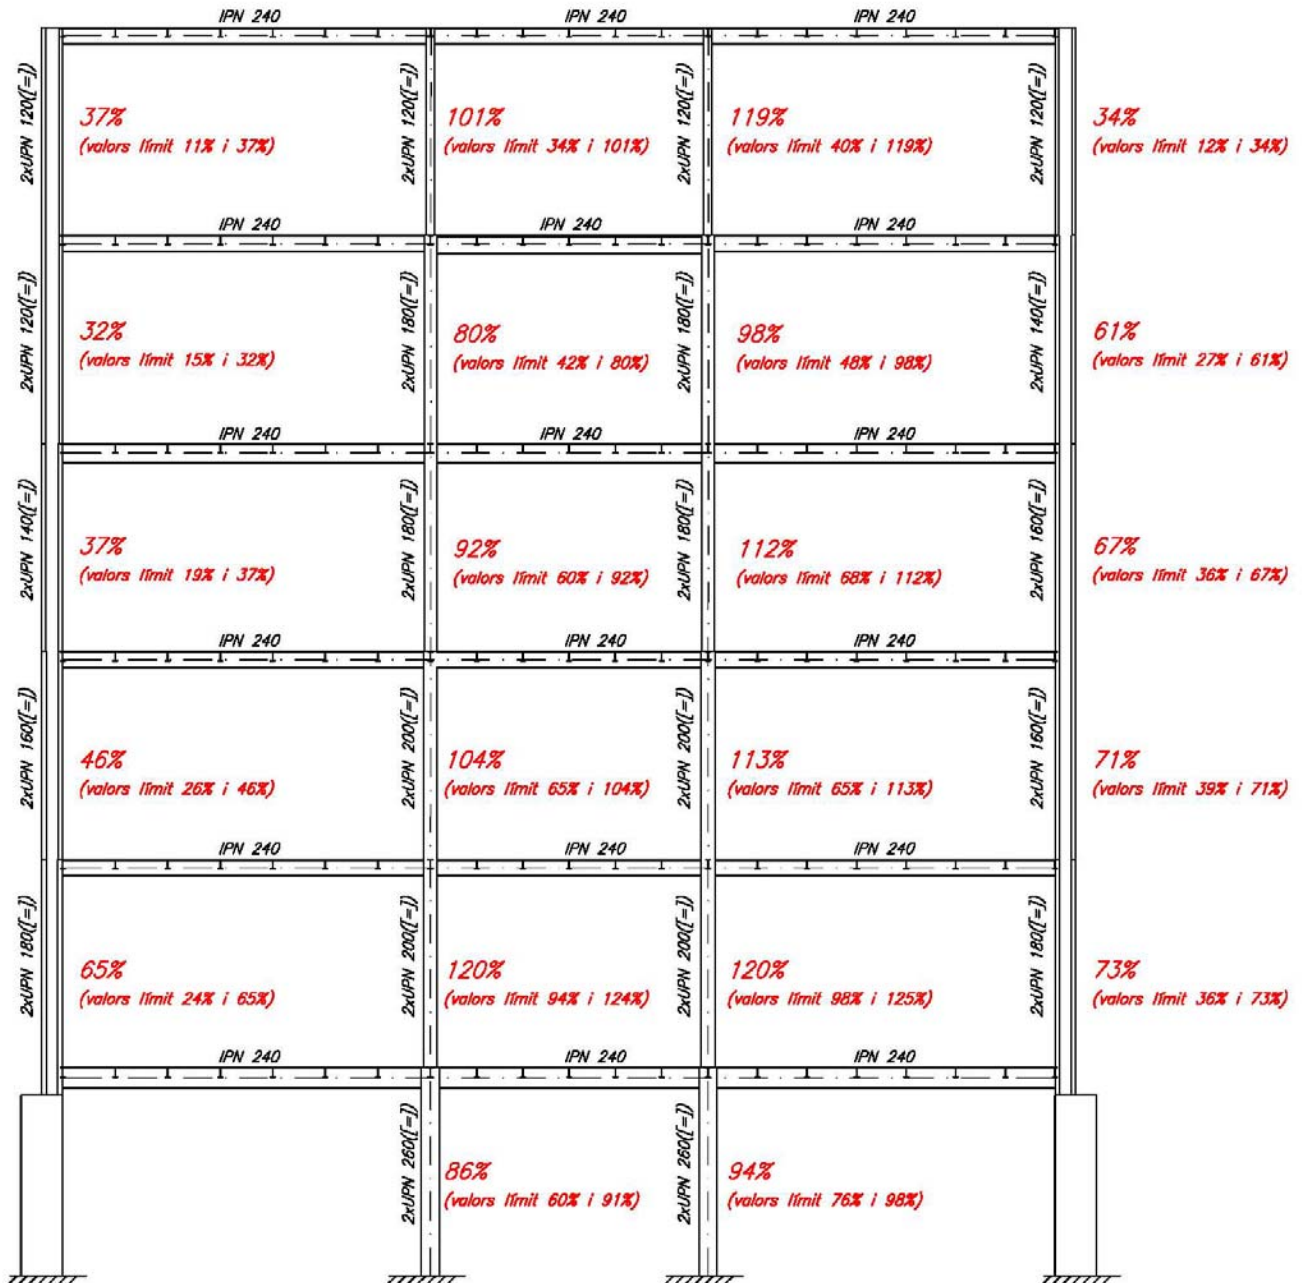 IPN 240
IPN 240
IPN 240
2xUPN 120([=])
2xUPN 120([=])
2xUPN 120([=])
2xUPN 120([=])
37%
(valors límit 11% i 37%)
101%
(valors límit 34% i 101%)
119%
(valors límit 40% i 119%)
34%
(valors límit 12% i 34%)
IPN 240
IPN 240
IPN 240
2xUPN 120([=])
2xUPN 180([=])
2xUPN 180([=])
2xUPN 140([=])
32%
(valors límit 15% i 32%)
80%
(valors límit 42% i 80%)
98%
(valors límit 48% i 98%)
61%
(valors límit 27% i 61%)
IPN 240
IPN 240
IPN 240
2xUPN 140([=])
2xUPN 180([=])
2xUPN 180([=])
2xUPN 160([=])
37%
(valors límit 19% i 37%)
92%
(valors límit 60% i 92%)
112%
(valors límit 68% i 112%)
67%
(valors límit 36% i 67%)
IPN 240
IPN 240
IPN 240
2xUPN 160([=])
2xUPN 200([=])
2xUPN 200([=])
2xUPN 160([=])
46%
(valors límit 26% i 46%)
104%
(valors límit 65% i 104%)
113%
(valors límit 65% i 113%)
71%
(valors límit 39% i 71%)
IPN 240
IPN 240
IPN 240
2xUPN 180([=])
2xUPN 200([=])
2xUPN 200([=])
2xUPN 180([=])
65%
(valors límit 24% i 65%)
120%
(valors límit 94% i 124%)
120%
(valors límit 98% i 125%)
73%
(valors límit 36% i 73%)
IPN 240
IPN 240
IPN 240
2xUPN 260([=])
2xUPN 260([=])
86%
(valors límit 60% i 91%)
94%
(valors límit 76% i 98%)